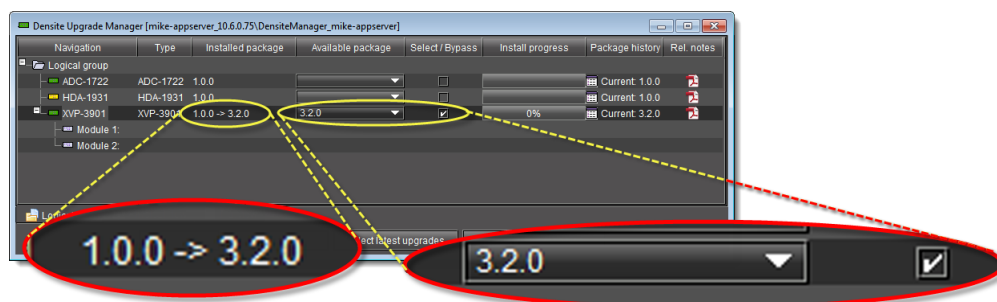 Densite Upgrade Manager [mike-appserver_10.6.0.75\DensiteManager_mike-appserver]
Navigation Type Installed package Available package Select / Bypass Install progress Package history Rel. notes
Logical group
ADC-1722 ADC-1722 1.0.0 Current: 1.0.0
HDA-1931 HDA-1931 1.0.0 Current: 1.0.0
XVP-3901 XVP-3901 1.0.0 -> 3.2.0 3.2.0 0% Current: 3.2.0
Module 1:
Module 2:
latest upgrades
1.0.0 -> 3.2.0
3.2.0